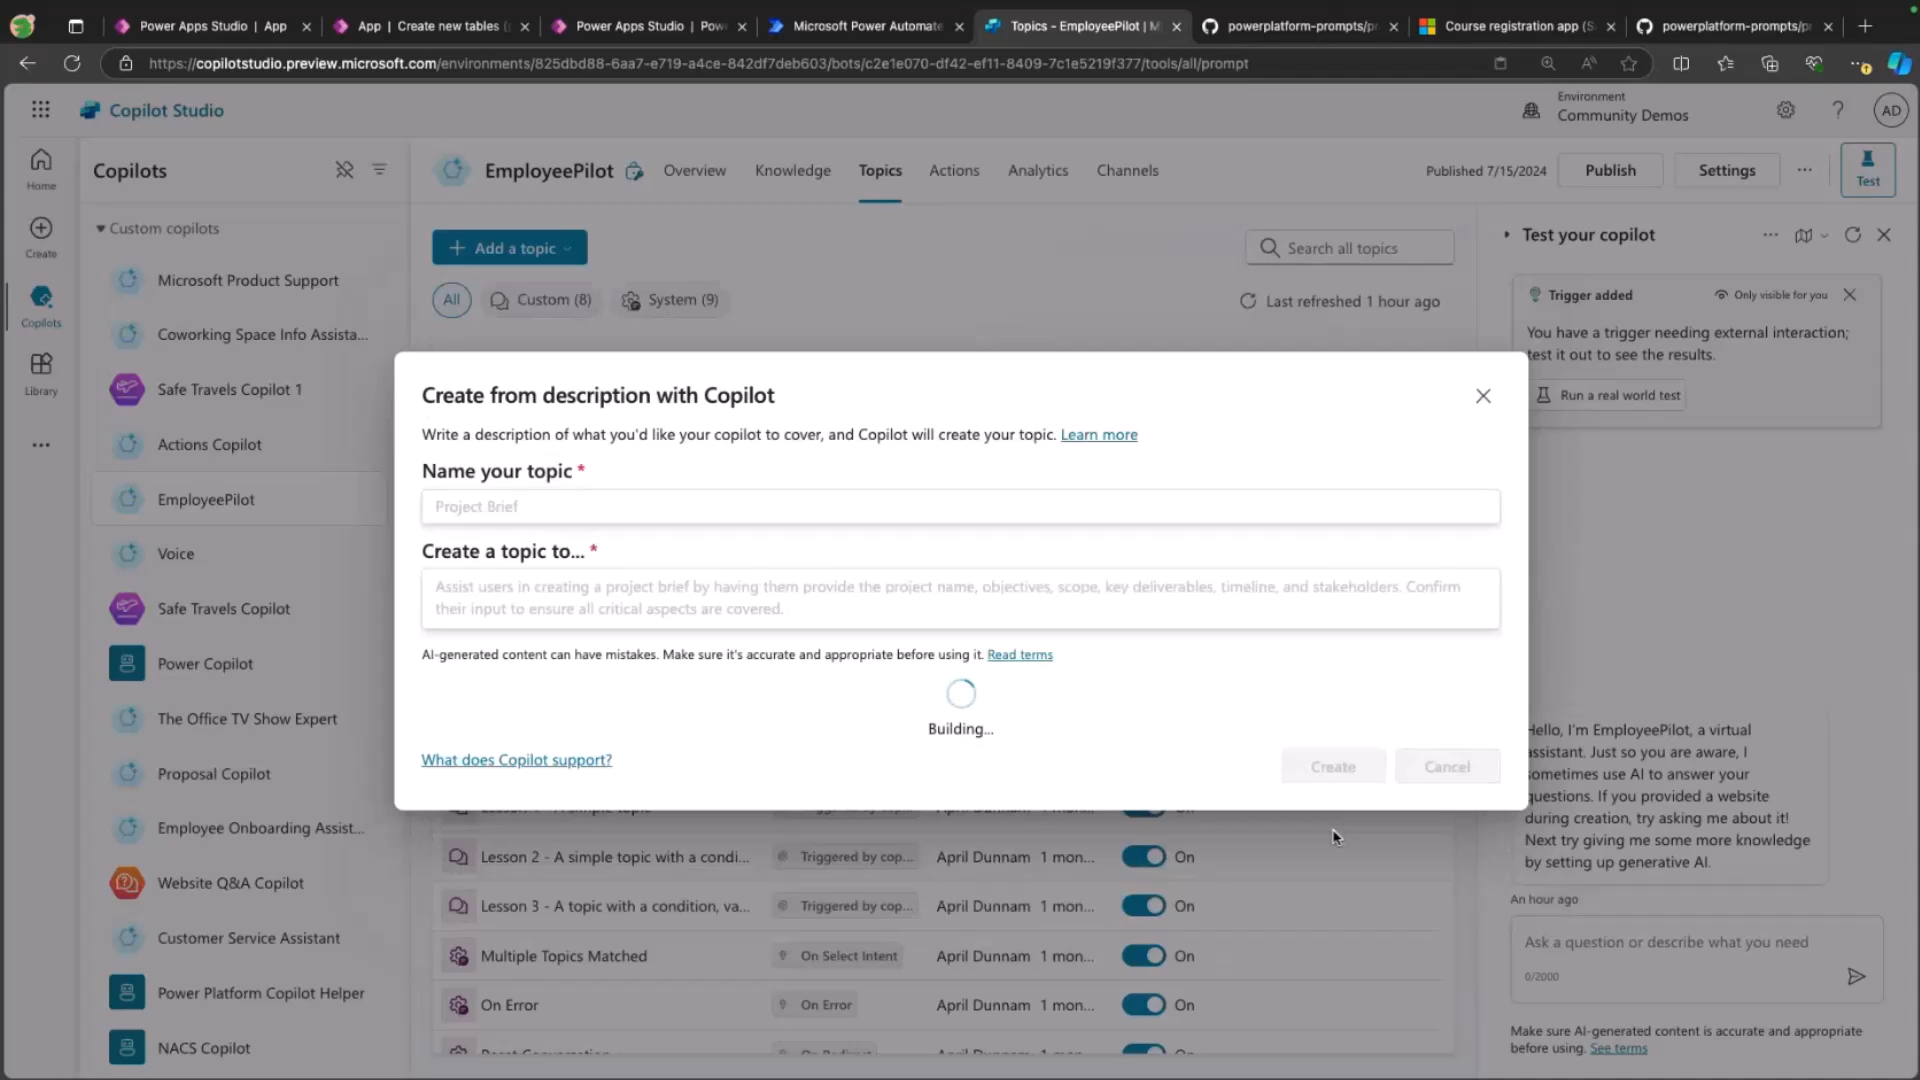 Power Apps Studio | App
App | Create new tables (
Power Apps Studio | Pow
Microsoft Power Automate
Topics - EmployeePilot | M
powerplatform-prompts/p
Course registration app (S
powerplatform-prompts/p
https://copilotstudio.preview.microsoft.com/environments/825dbd88-6aa7-e719-a4ce-842df7deb603/bots/c2e1e070-df42-ef11-8409-7c1e5219f377/tools/all/prompt
Copilot Studio
Environment
Community Demos
AD
Home
Create
Copilots
Library
Copilots
Custom copilots
Microsoft Product Support
Coworking Space Info Assista...
Safe Travels Copilot 1
Actions Copilot
EmployeePilot
Voice
Safe Travels Copilot
Power Copilot
The Office TV Show Expert
Proposal Copilot
Employee Onboarding Assist...
Website Q&A Copilot
Customer Service Assistant
Power Platform Copilot Helper
NACS Copilot
EmployeePilot
Overview
Knowledge
Topics
Actions
Analytics
Channels
Published 7/15/2024
Publish
Settings
Test
Add a topic
Search all topics
All
Custom (8)
System (9)
Last refreshed 1 hour ago
Create from description with Copilot
Write a description of what you'd like your copilot to cover, and Copilot will create your topic. Learn more
Name your topic *
Project Brief
Create a topic to... *
Assist users in creating a project brief by having them provide the project name, objectives, scope, key deliverables, timeline, and stakeholders. Confirm
their input to ensure all critical aspects are covered.
AI-generated content can have mistakes. Make sure it's accurate and appropriate before using it. Read terms
Building...
What does Copilot support?
Create
Cancel
Lesson 2 - A simple topic with a condi... Triggered by cop... April Dunnam 1 mon... On
Lesson 3 - A topic with a condition, va... Triggered by cop... April Dunnam 1 mon... On
Multiple Topics Matched On Select Intent April Dunnam 1 mon... On
On Error On Error April Dunnam 1 mon... On
Test your copilot
Trigger added
Only visible for you
You have a trigger needing external interaction;
test it out to see the results.
Run a real world test
Hello, I'm EmployeePilot, a virtual
assistant. Just so you are aware, I
sometimes use AI to answer your
questions. If you provided a website
during creation, try asking me about it!
Next try giving me some more knowledge
by setting up generative AI.
An hour ago
Ask a question or describe what you need
0/2000
Make sure AI-generated content is accurate and appropriate
before using. See terms